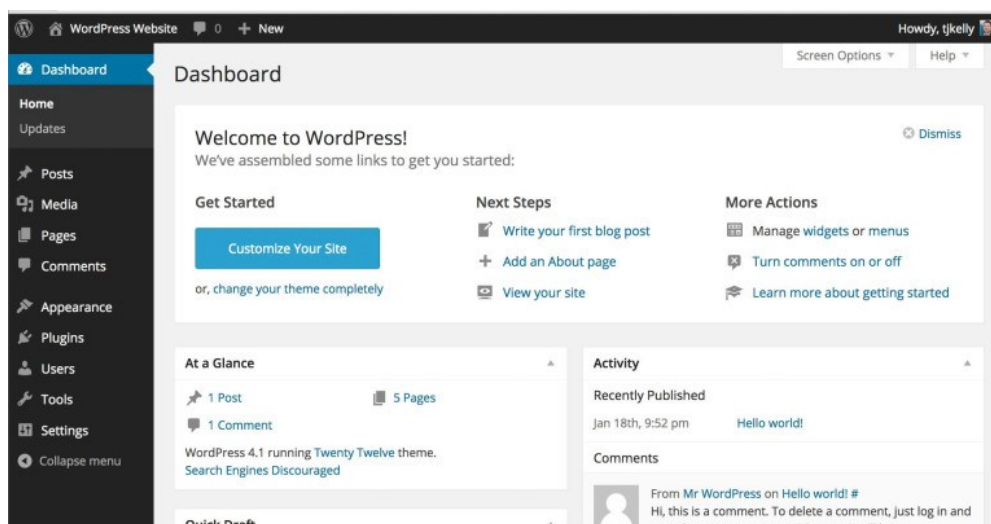 WordPress Website 0 + New Howdy, tjkelly
Screen Options Help
Dashboard
Home
Updates
Posts
Media
Pages
Comments
Appearance
Plugins
Users
Tools
Settings
Collapse menu
Dashboard
Welcome to WordPress!
We've assembled some links to get you started:
Dismiss
Get Started
Customize Your Site
or, change your theme completely
Next Steps
Write your first blog post
Add an About page
View your site
More Actions
Manage widgets or menus
Turn comments on or off
Learn more about getting started
At a Glance
1 Post
5 Pages
1 Comment
WordPress 4.1 running Twenty Twelve theme.
Search Engines Discouraged
Quick Draft
Activity
Recently Published
Jan 18th, 9:52 pm Hello world!
Comments
From Mr WordPress on Hello world! #
Hi, this is a comment. To delete a comment, just log in and